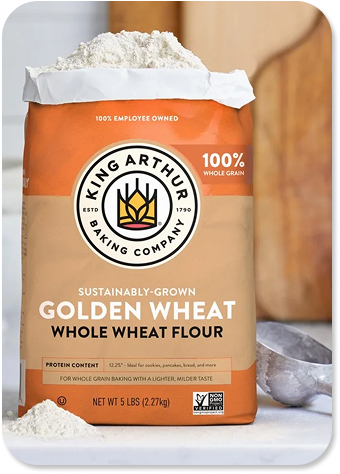 100% EMPLOYEE OWNED
100%
WHOLE GRAIN
KING ARTHUR
ESTD 1790
BAKING COMPANY
SUSTAINABLY-GROWN
GOLDEN WHEAT
WHOLE WHEAT FLOUR
PROTEIN CONTENT 12.25% - Ideal for cookies, pancakes, bread, and more
FOR WHOLE GRAIN BAKING WITH A LIGHTER, MILDER TASTE
NET WT 5 LBS (2.27kg)
NON
GMO
VERIFIED